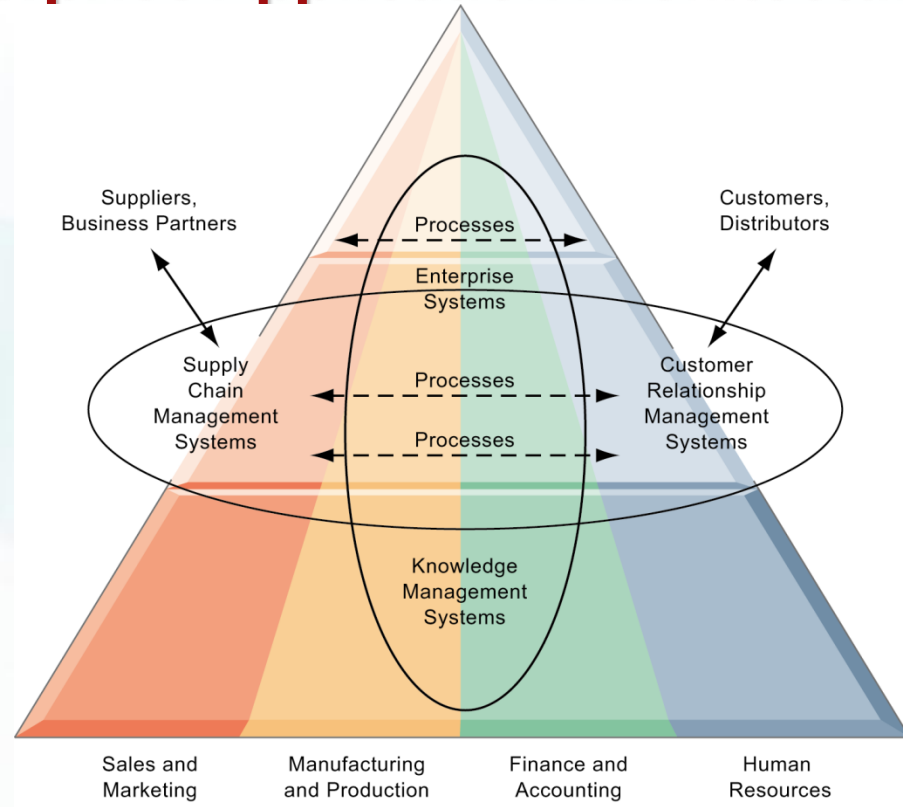 Suppliers,
Business Partners
Customers,
Distributors
Processes
Enterprise
Systems
Supply
Chain
Management
Systems
Processes
Processes
Customer
Relationship
Management
Systems
Knowledge
Management
Systems
Sales and
Marketing
Manufacturing
and Production
Finance and
Accounting
Human
Resources